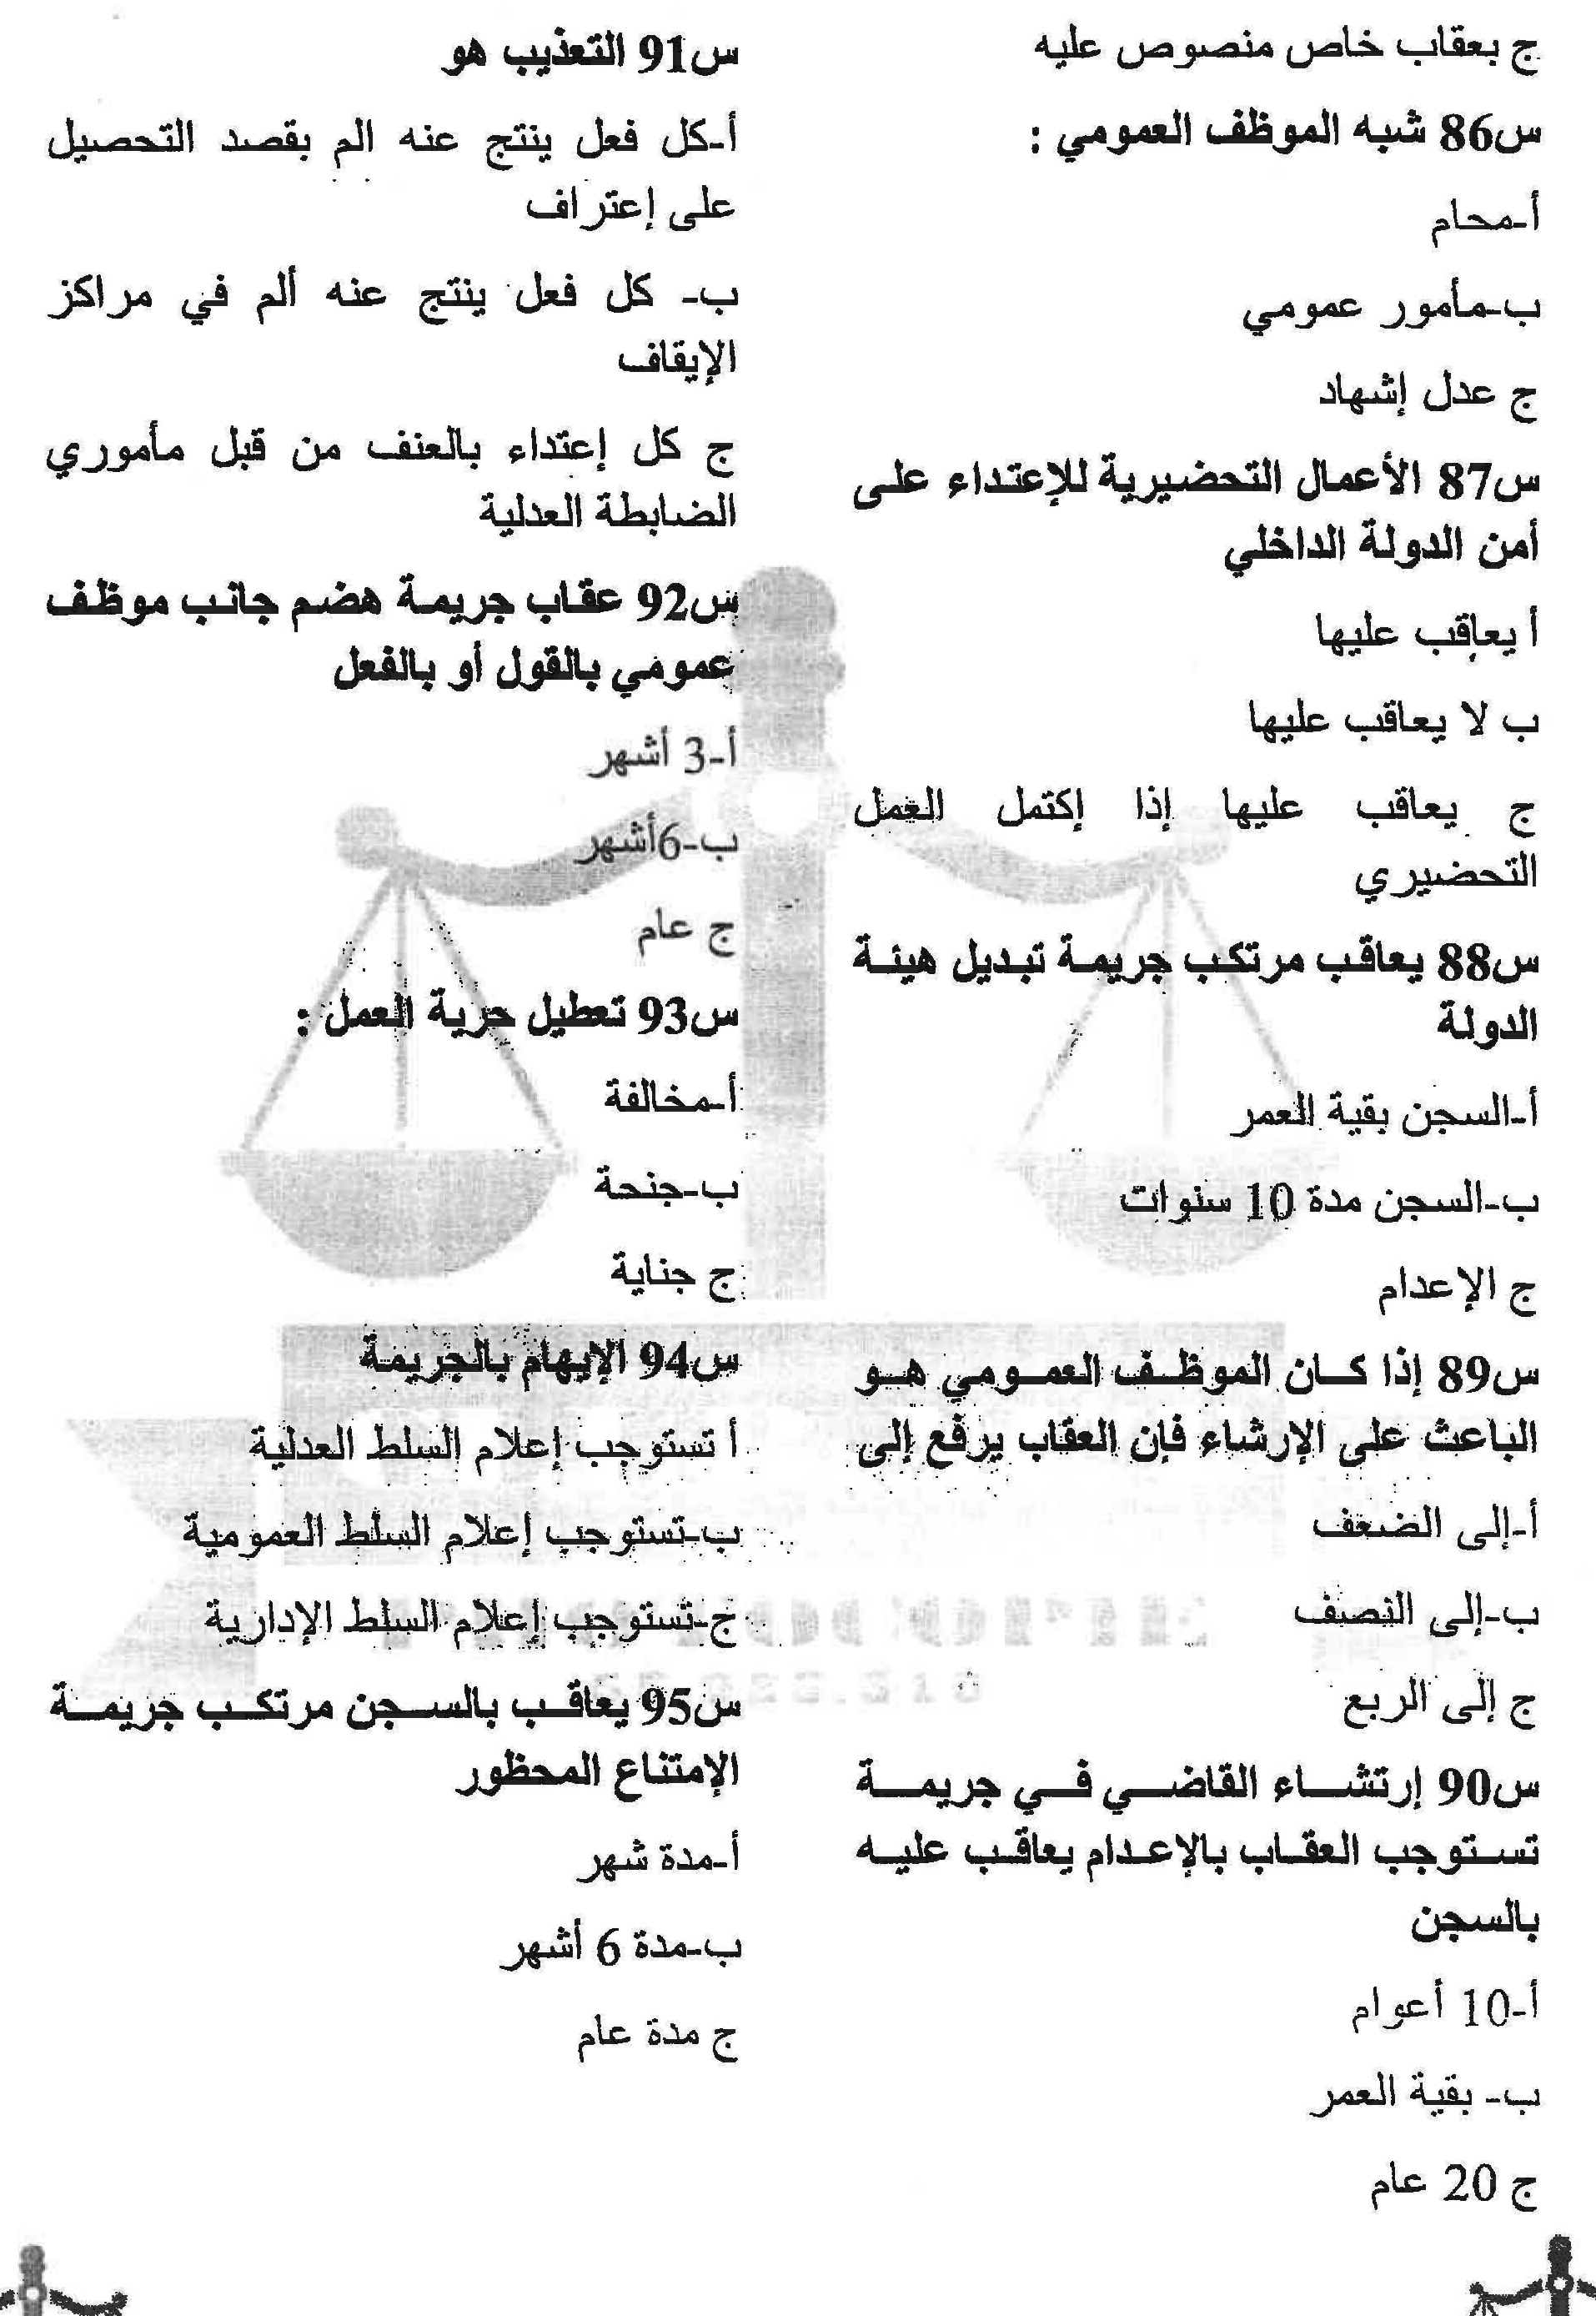 ج بعقاب خاص منصوص عليه
س86 شبه الموظف العمومي :
أ-محام
ب-مأمور عمومي
ج عدل إشهاد
س87 الأعمال التحضيرية للإعتداء على
أمن الدولة الداخلي
أ يعاقب عليها
ب لا يعاقب عليها
ج يعاقب عليها إذا إكتمل العمل
التحضيري
س88 يعاقب مرتكب جريمة تبديل هيئة
الدولة
أ-السجن بقية العمر
ب-السجن مدة 10 سنوات
ج الإعدام
س89 إذا كان الموظف العمومي هو
الباعث على الإرشاء فإن العقاب يرفع إلى
أ-إلى الضعف
ب-إلى النصف
ج إلى الربع
س90 إرتشاء القاضي في جريمة
تستوجب العقاب بالإعدام يعاقب عليه
بالسجن
أ-10 أعوام
ب- بقية العمر
ج 20 عام
س91 التعذيب هو
أ-كل فعل ينتج عنه الم بقصد التحصيل
على إعتراف
ب- كل فعل ينتج عنه ألم في مراكز
الإيقاف
ج كل إعتداء بالعنف من قبل مأموري
الضابطة العدلية
س92 عقاب جريمة هضم جانب موظف
عمومي بالقول أو بالفعل
أ-3 أشهر
ب-6أشهر
ج عام
س93 تعطيل حرية العمل :
أ-مخالفة
ب-جنحة
ج جناية
س94 الإيهام بالجريمة
أ تستوجب إعلام السلط العدلية
ب-تستوجب إعلام السلط العمومية
ج-تستوجب إعلام السلط الإدارية
س95 يعاقب بالسجن مرتكب جريمة
الإمتناع المحظور
أ-مدة شهر
ب-مدة 6 أشهر
ج مدة عام